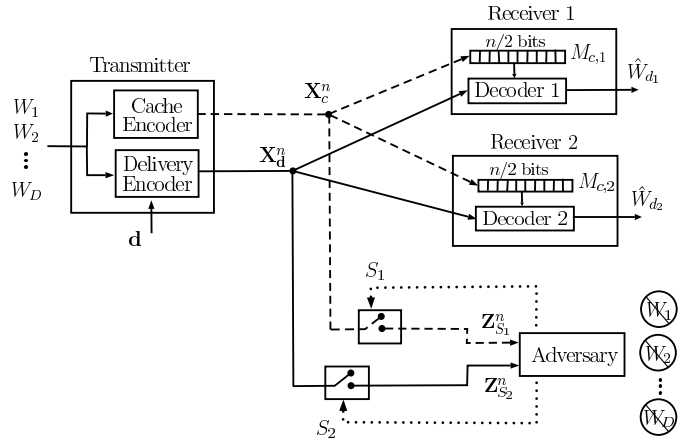 Receiver 1
n/2 bits
M_{c,1}
Decoder 1
Ŵ_{d_1}
Transmitter
W_1
W_2
⋮
W_D
Cache
Encoder
Delivery
Encoder
d
X_c^n
X_d^n
Receiver 2
n/2 bits
M_{c,2}
Decoder 2
Ŵ_{d_2}
S_1
Z_{S_1}^n
Adversary
Z_{S_2}^n
S_2
W_1
W_2
⋮
W_D